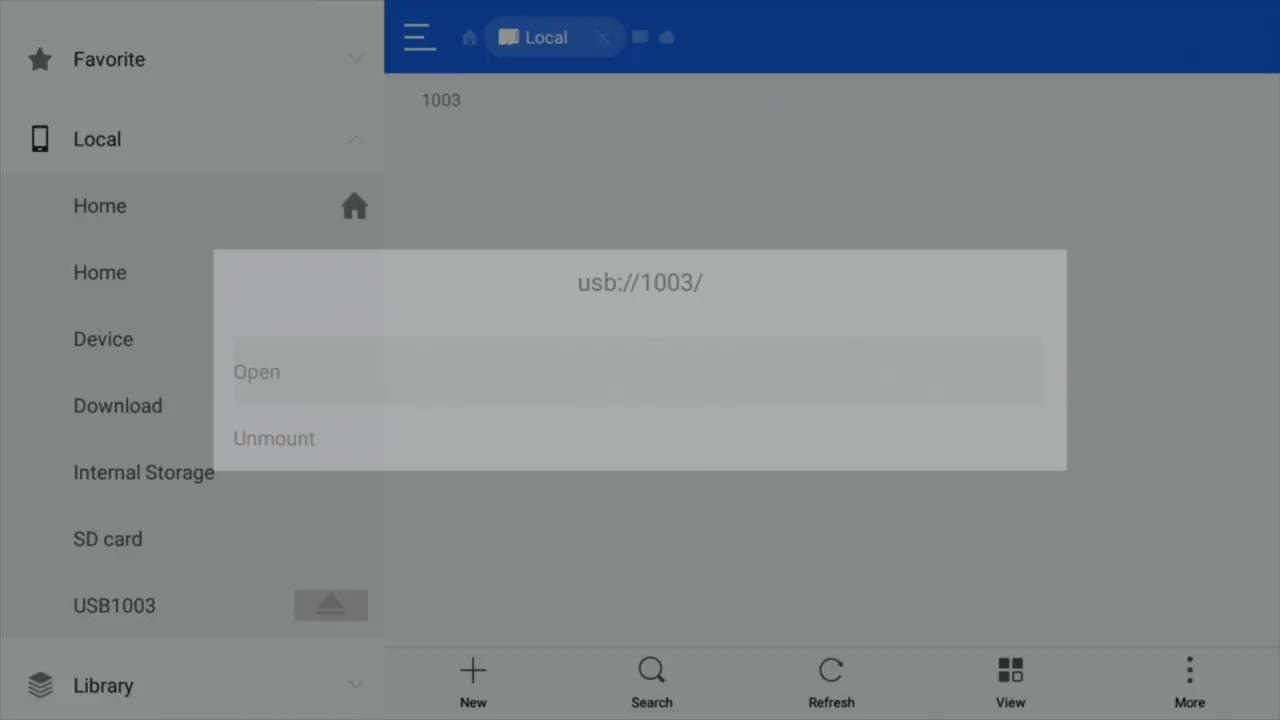 Favorite
Local
Home
Home
Device
Download
Internal Storage
SD card
USB1003
Library
Local
1003
usb://1003/
Open
Unmount
New
Search
Refresh
View
More